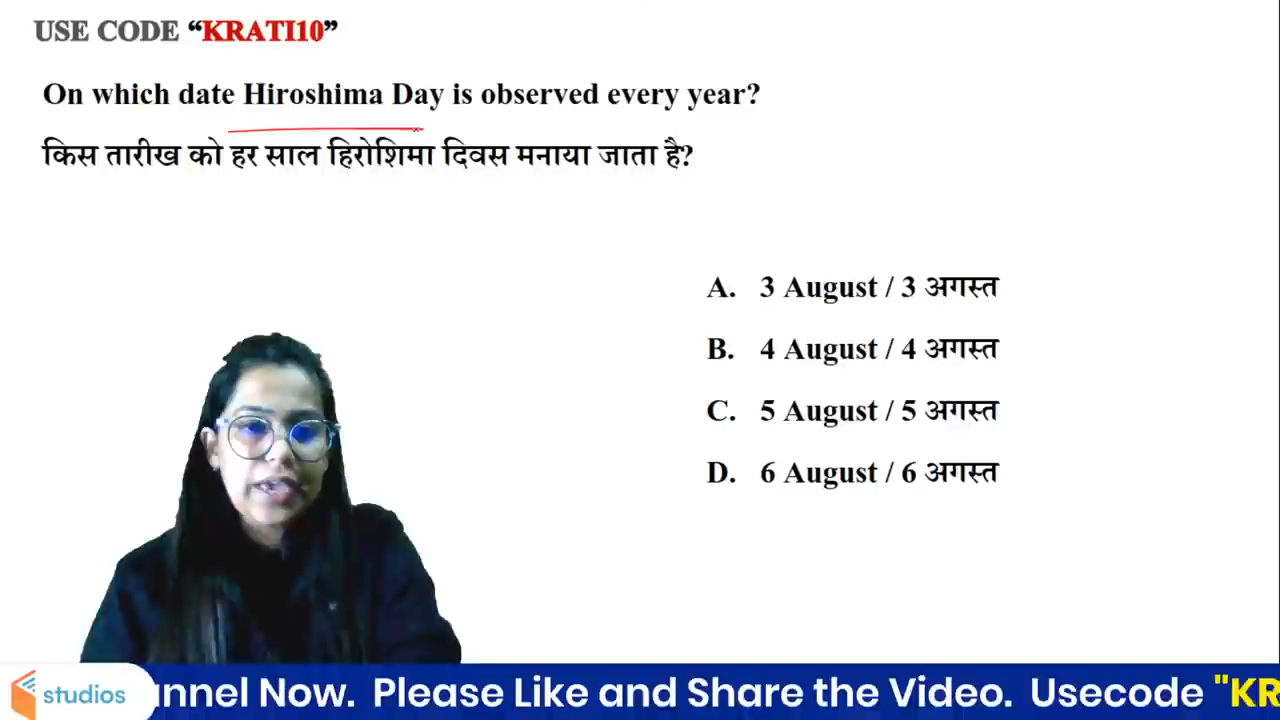 USE CODE “KRATI10”
On which date Hiroshima Day is observed every year?
किस तारीख को हर साल हिरोशिमा दिवस मनाया जाता है?
A. 3 August / 3 अगस्त
B. 4 August / 4 अगस्त
C. 5 August / 5 अगस्त
D. 6 August / 6 अगस्त
studios
annel Now. Please Like and Share the Video. Usecode "KR